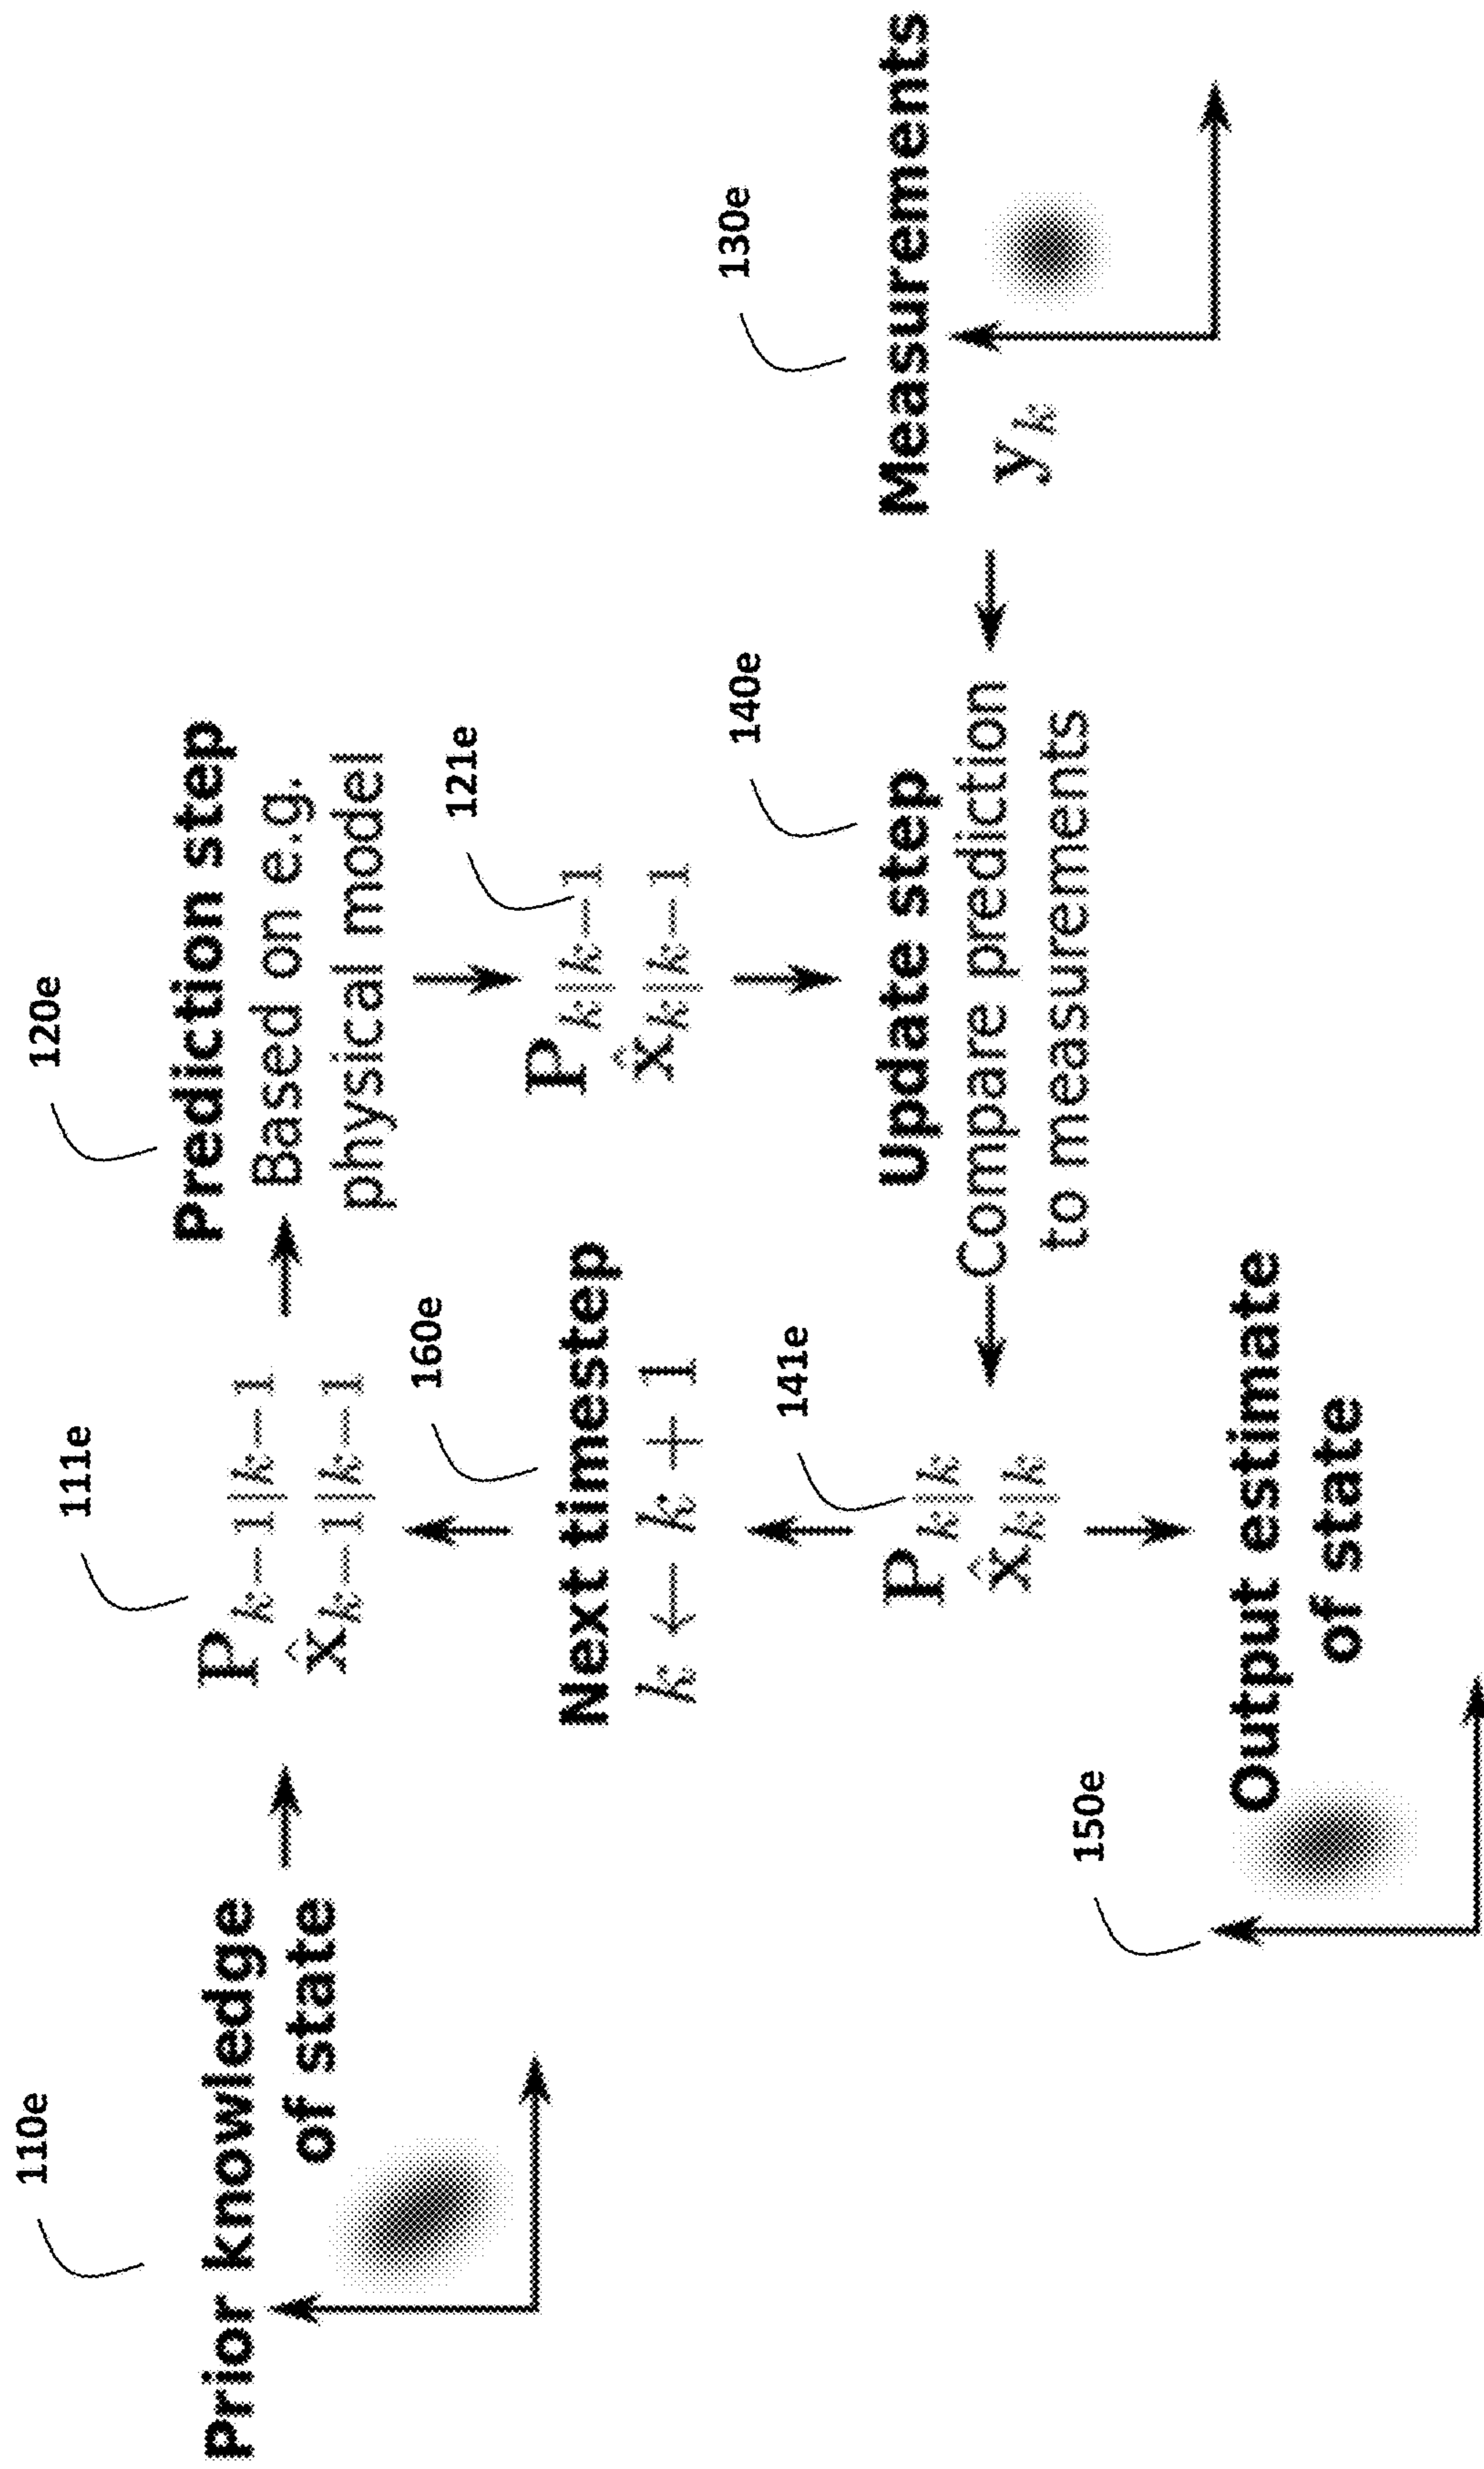 110e
Prior knowledge
of state
111e
P_{k−1|k−1}
x̂_{k−1|k−1}
120e
Prediction step
Based on e.g.
physical model
121e
P_{k|k−1}
x̂_{k|k−1}
160e
Next timestep
k ← k + 1
130e
Measurements
y_k
140e
Update step
Compare prediction
to measurements
141e
P_{k|k}
x̂_{k|k}
150e
Output estimate
of state